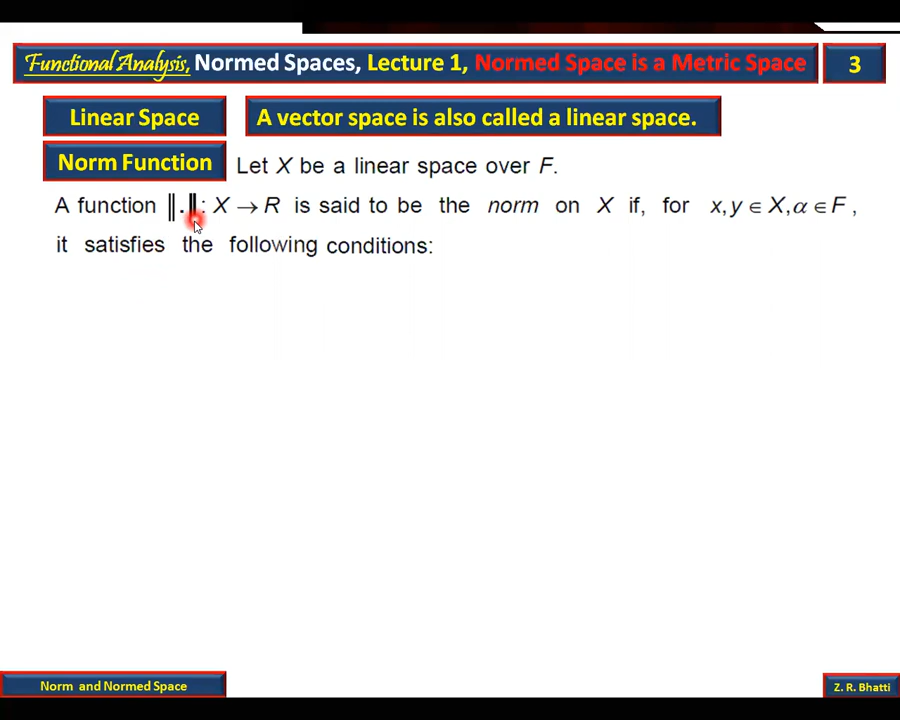 Functional Analysis, Normed Spaces, Lecture 1, Normed Space is a Metric Space 3
Linear Space A vector space is also called a linear space.
Norm Function Let X be a linear space over F.
A function ‖.‖: X → R is said to be the norm on X if, for x, y ∈ X, α ∈ F,
it satisfies the following conditions:
Norm and Normed Space Z. R. Bhatti